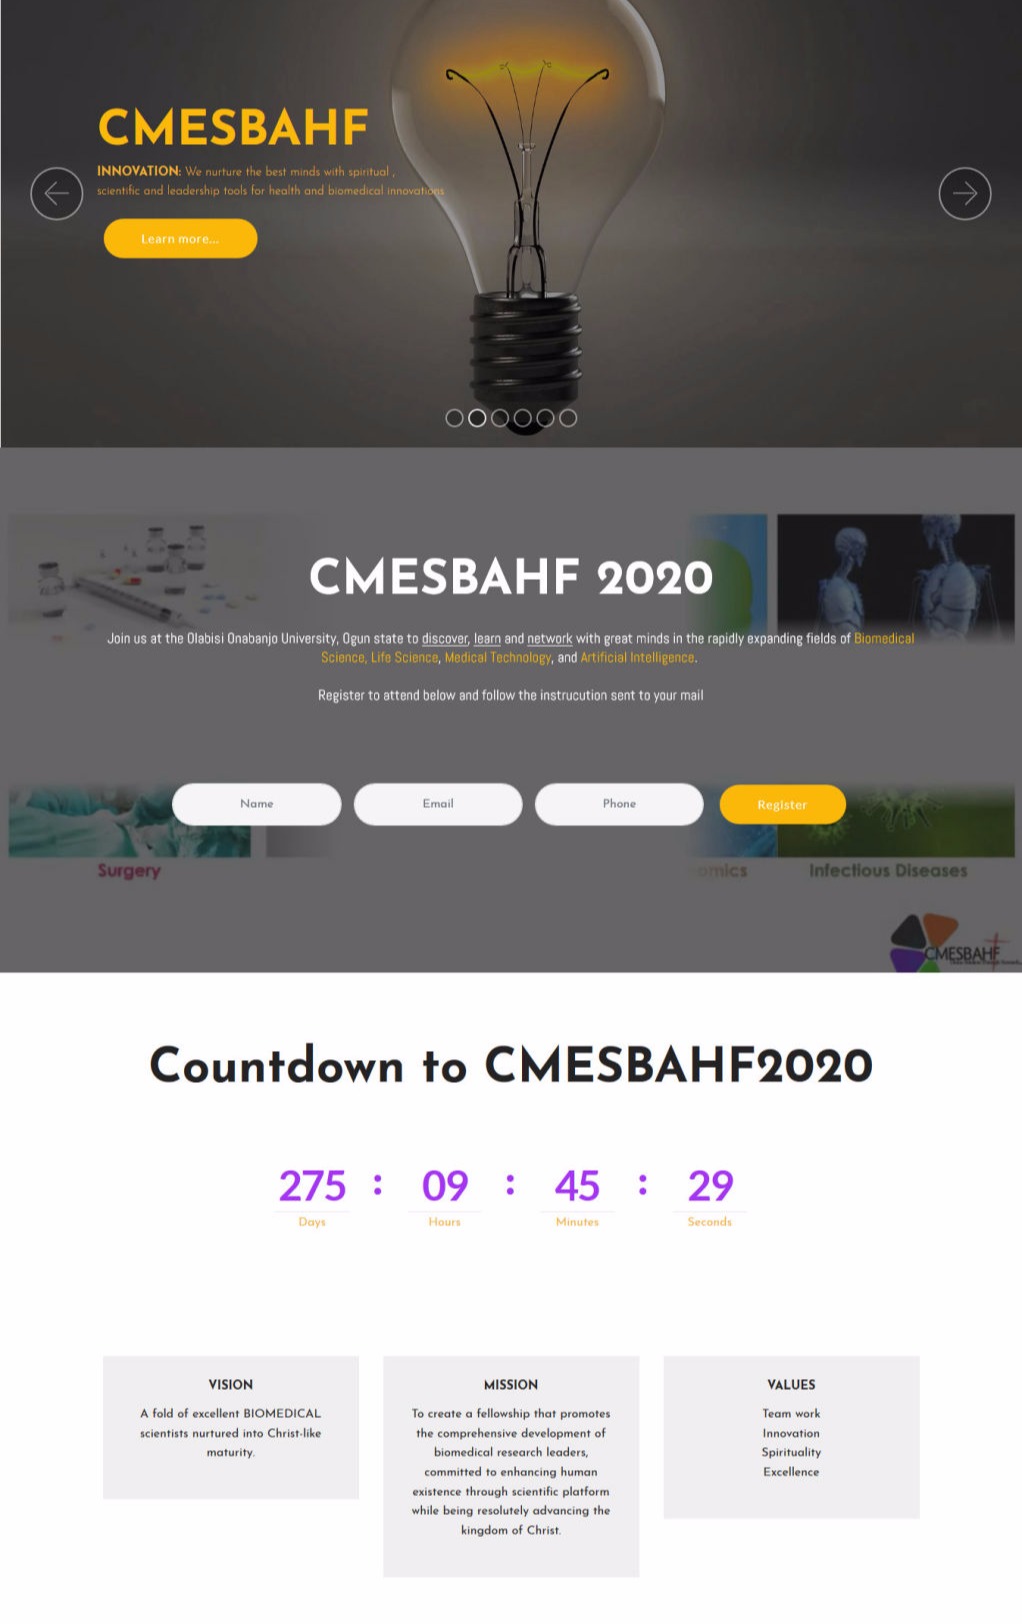 CMESBAHF
INNOVATION: We nurture the best minds with spiritual ,
scientific and leadership tools for health and biomedical innovations.
Learn more...
CMESBAHF 2020
Join us at the Olabisi Onabanjo University, Ogun state to discover, learn and network with great minds in the rapidly expanding fields of Biomedical
Science, Life Science, Medical Technology, and Artificial Intelligence.
Register to attend below and follow the instrucution sent to your mail
Name Email Phone Register
Surgery omics Infectious Diseases
CMESBAHF
Countdown to CMESBAHF2020
275 : 09 : 45 : 29
Days Hours Minutes Seconds
VISION
A fold of excellent BIOMEDICAL
scientists nurtured into Christ-like
maturity.
MISSION
To create a fellowship that promotes
the comprehensive development of
biomedical research leaders,
committed to enhancing human
existence through scientific platform
while being resolutely advancing the
kingdom of Christ.
VALUES
Team work
Innovation
Spirituality
Excellence